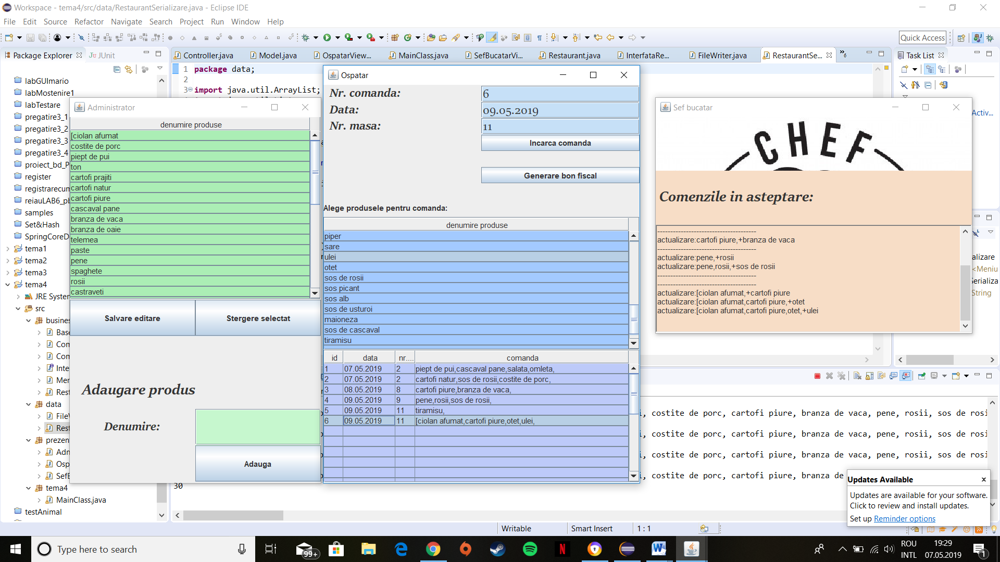 Workspace - tema4/src/data/RestaurantSerializare.java - Eclipse IDE
File Edit Source Refactor Navigate Search Project Run Window Help
Quick Access
Package Explorer JUnit
Controller.java Model.java OspatarView... MainClass.java SefBucatarVi... Restaurant.java InterfataRe... FileWriter.java RestaurantSe... »6
Task List
labGUImario
labMostenire1
labTestare
pregatire3_1
pregatire3_2
pregatire3_3
pregatire3_4
proiect_bd_P
register
registrarecun
reiauLAB6_pl
samples
Set&Hash
SpringCoreD
tema1
tema2
tema3
tema4
JRE System
src
busines
Base
Com
Com
Inte
Mer
Rest
data
FileV
Rest
prezen
Adn
Osp
SefE
tema4
MainClass.java
testAnimal
1 package data;
2
3 import java.util.ArrayList;
Administrator
denumire produse
[ciolan afumat
costite de porc
piept de pui
ton
cartofi prajiti
cartofi natur
cartofi piure
cascaval pane
branza de vaca
branza de oaie
telemea
paste
pene
spaghete
rosii
castraveti
Salvare editare Stergere selectat
Adaugare produs
Denumire:
Adauga
30
Ospatar
Nr. comanda: 6
Data: 09.05.2019
Nr. masa: 11
Incarca comanda
Generare bon fiscal
Alege produsele pentru comanda:
denumire produse
piper
sare
ulei
otet
sos de rosii
sos picant
sos alb
sos de usturoi
maioneza
sos de cascaval
tiramisu
id data nr.... comanda
1 07.05.2019 2 piept de pui,cascaval pane,salata,omleta,
2 07.05.2019 2 cartofi natur,sos de rosii,costite de porc,
3 08.05.2019 8 cartofi piure,branza de vaca,
4 09.05.2019 9 pene,rosii,sos de rosii,
5 09.05.2019 11 tiramisu,
6 09.05.2019 11 [ciolan afumat,cartofi piure,otet,ulei,
Sef bucatar
CHEF
Comenzile in asteptare:
--------------------------------------
actualizare:cartofi piure,+branza de vaca
--------------------------------------
actualizare:pene,+rosii
actualizare:pene,rosii,+sos de rosii
--------------------------------------
--------------------------------------
actualizare:[ciolan afumat,+cartofi piure
actualizare:[ciolan afumat,cartofi piure,+otet
actualizare:[ciolan afumat,cartofi piure,otet,+ulei
Activ...
alizare
<Meniu
Serializa
String
i, costite de porc, cartofi piure, branza de vaca, pene, rosii, sos de rosi
i, costite de porc, cartofi piure, branza de vaca, pene, rosii, sos de rosi
i, costite de porc, cartofi piure, branza de vaca, pene, rosii, sos de rosi
i, costite de porc, cartofi piure, branza de
Updates Available x
Updates are available for your software.
Click to review and install updates.
Set up Reminder options
Writable Smart Insert 1 : 1
Type here to search
99+
ROU
INTL
19:29
07.05.2019
1